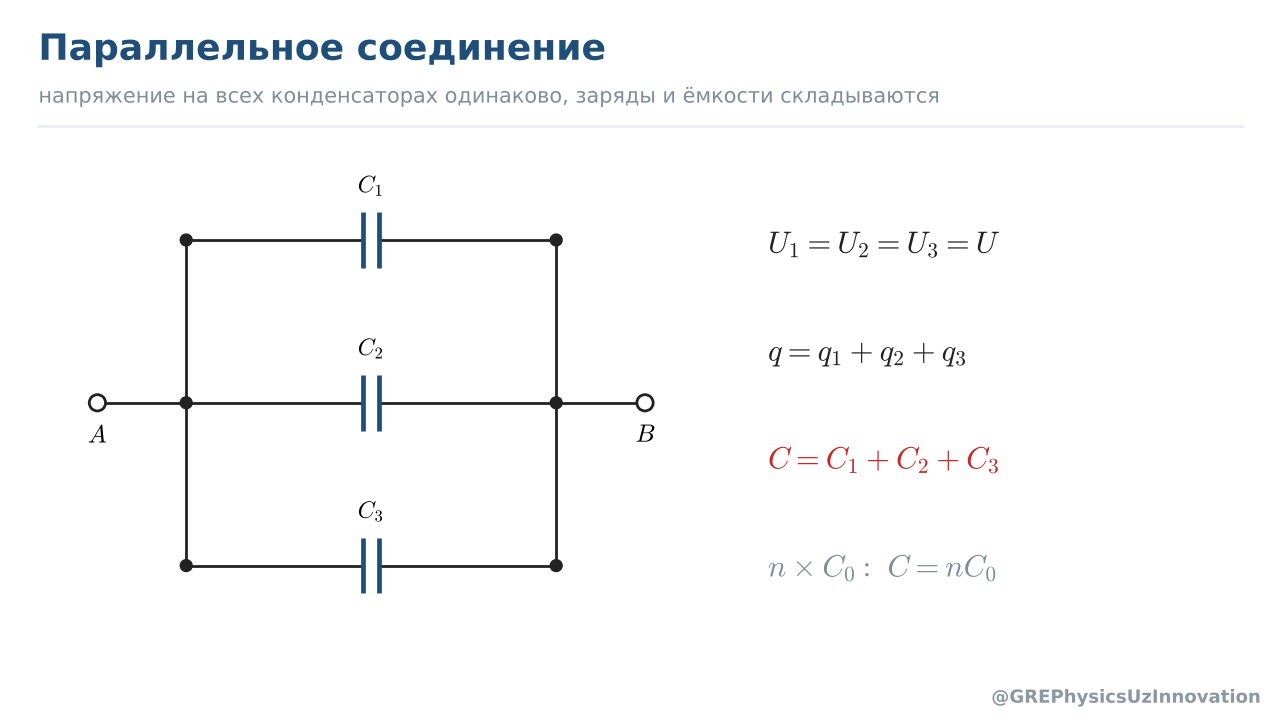 Параллельное соединение
напряжение на всех конденсаторах одинаково, заряды и ёмкости складываются
C₁
U₁ = U₂ = U₃ = U
C₂
q = q₁ + q₂ + q₃
A
B
C = C₁ + C₂ + C₃
C₃
n × C₀ : C = nC₀
@GREPhysicsUzInnovation